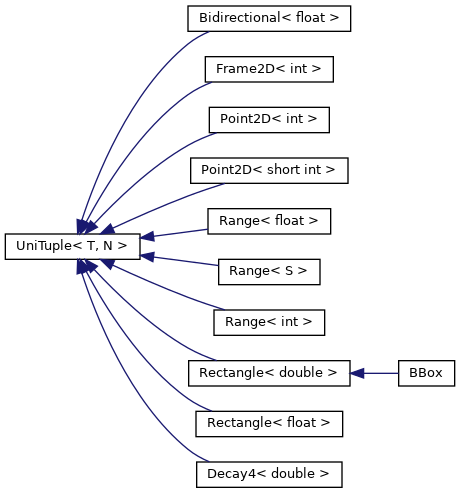 Bidirectional< float >
Frame2D< int >
Point2D< int >
Point2D< short int >
Range< float >
UniTuple< T, N >
Range< S >
Range< int >
Rectangle< double >
BBox
Rectangle< float >
Decay4< double >